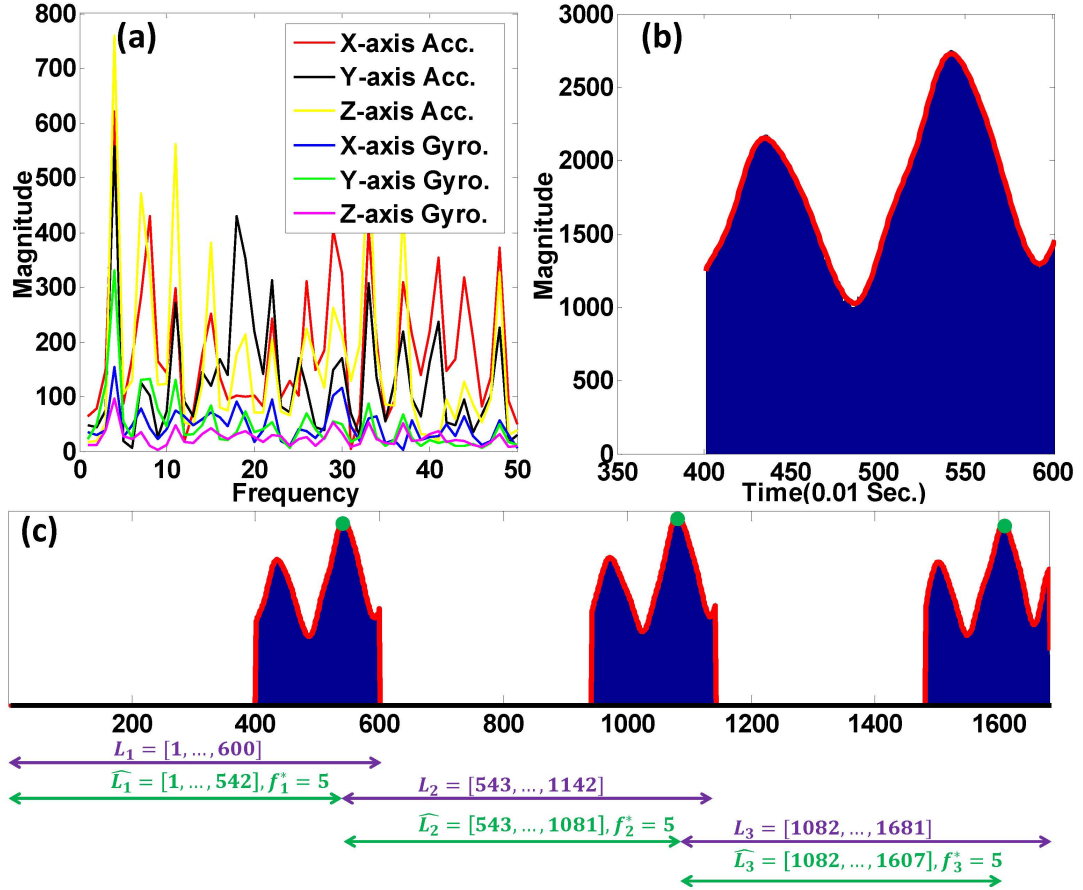 (a)
800
700
600
500
400
300
200
100
0
Magnitude
X-axis Acc.
Y-axis Acc.
Z-axis Acc.
X-axis Gyro.
Y-axis Gyro.
Z-axis Gyro.
0 10 20 30 40 50
Frequency
(b)
3000
2500
2000
1500
1000
500
0
Magnitude
350 400 450 500 550 600
Time(0.01 Sec.)
(c)
200 400 600 800 1000 1200 1400 1600
L₁ = [1, …, 600]
L̂₁ = [1, …, 542], f₁* = 5
L₂ = [543, …, 1142]
L̂₂ = [543, …, 1081], f₂* = 5
L₃ = [1082, …, 1681]
L̂₃ = [1082, …, 1607], f₃* = 5